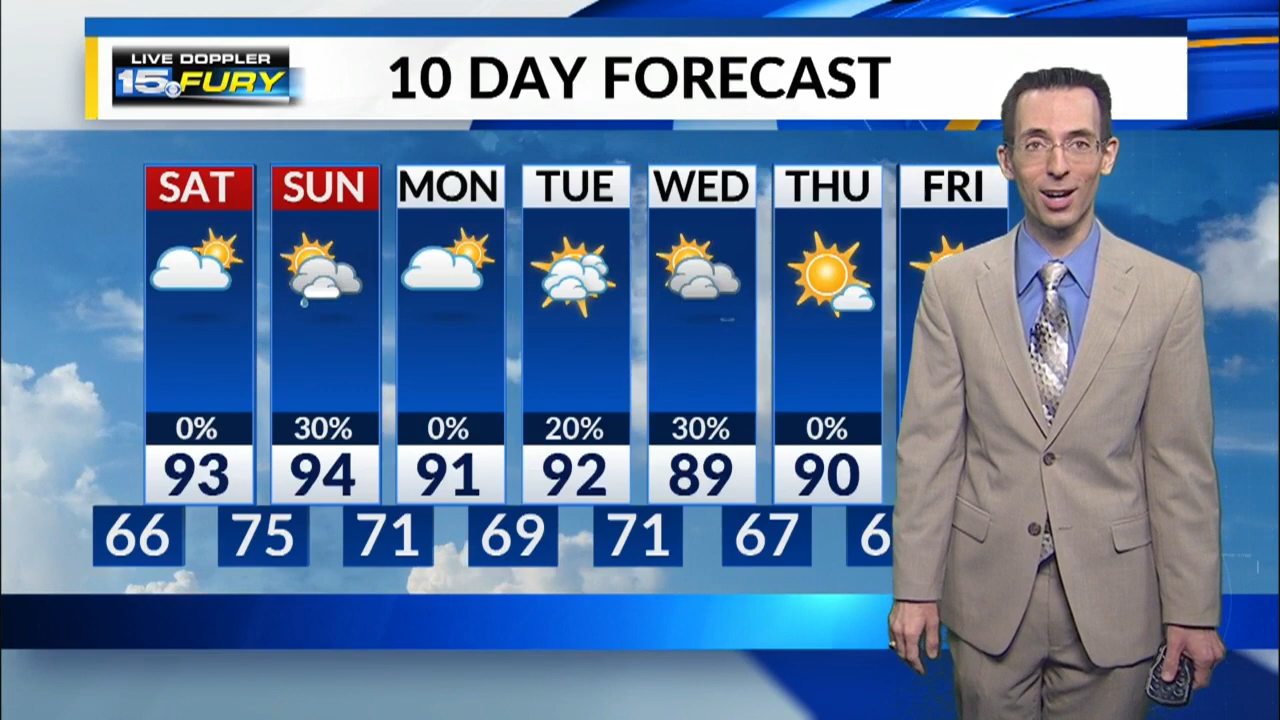 LIVE DOPPLER
15 FURY
10 DAY FORECAST
SAT SUN MON TUE WED THU FRI
0% 30% 0% 20% 30% 0%
93 94 91 92 89 90
66 75 71 69 71 67 6